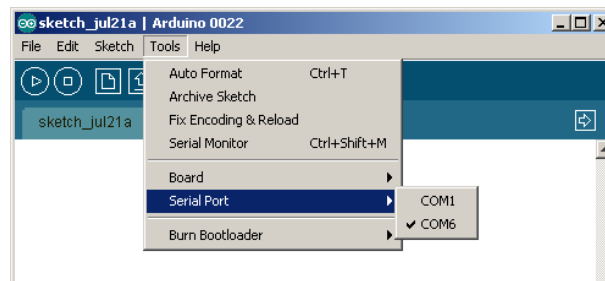 sketch_jul21a | Arduino 0022
File Edit Sketch Tools Help
sketch_jul21a
Auto Format Ctrl+T
Archive Sketch
Fix Encoding & Reload
Serial Monitor Ctrl+Shift+M
Board
Serial Port
COM1
COM6
Burn Bootloader